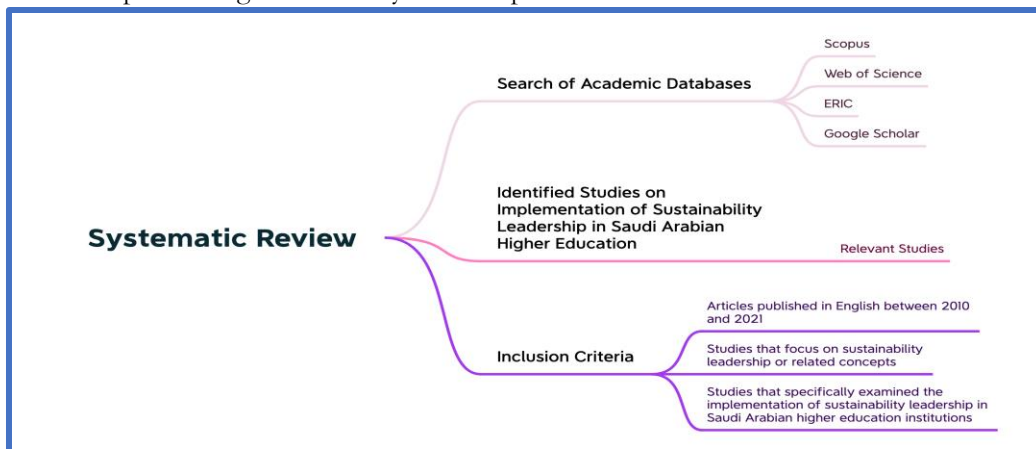 Systematic Review
Search of Academic Databases
Scopus
Web of Science
ERIC
Google Scholar
Identified Studies on
Implementation of Sustainability
Leadership in Saudi Arabian
Higher Education
Relevant Studies
Inclusion Criteria
Articles published in English between 2010
and 2021
Studies that focus on sustainability
leadership or related concepts
Studies that specifically examined the
implementation of sustainability leadership in
Saudi Arabian higher education institutions